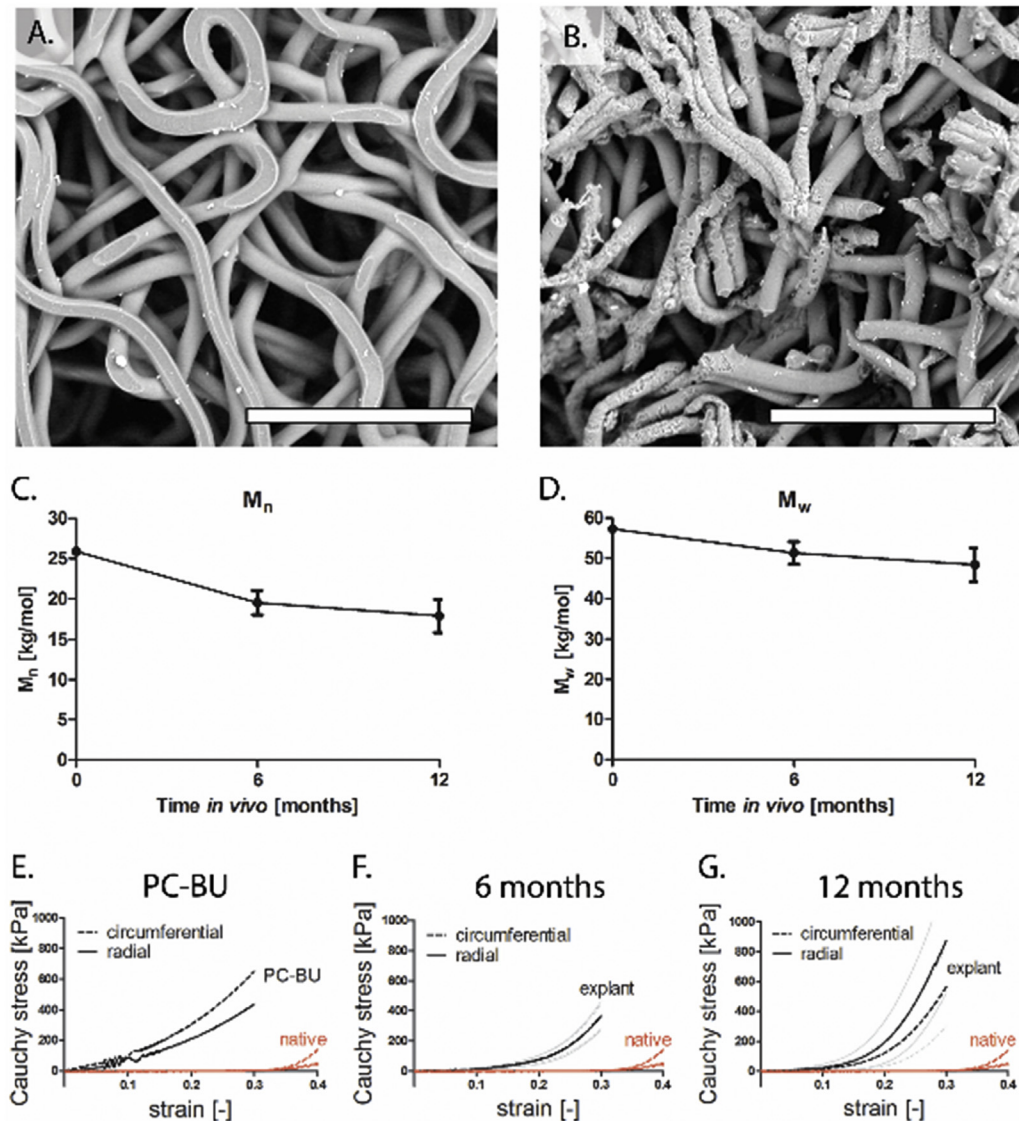 A.
B.
C.
Mn
Mn [kg/mol]
30
25
20
15
10
5
0
0 6 12
Time in vivo [months]
D.
Mw
Mw [kg/mol]
60
50
40
30
20
10
0
0 6 12
Time in vivo [months]
E.
PC-BU
Cauchy stress [kPa]
1000
800
600
400
200
0
circumferential
radial
PC-BU
native
0.1 0.2 0.3 0.4
strain [-]
F.
6 months
Cauchy stress [kPa]
1000
800
600
400
200
0
circumferential
radial
explant
native
0.1 0.2 0.3 0.4
strain [-]
G.
12 months
Cauchy stress [kPa]
1000
800
600
400
200
0
circumferential
radial
explant
native
0.1 0.2 0.3 0.4
strain [-]